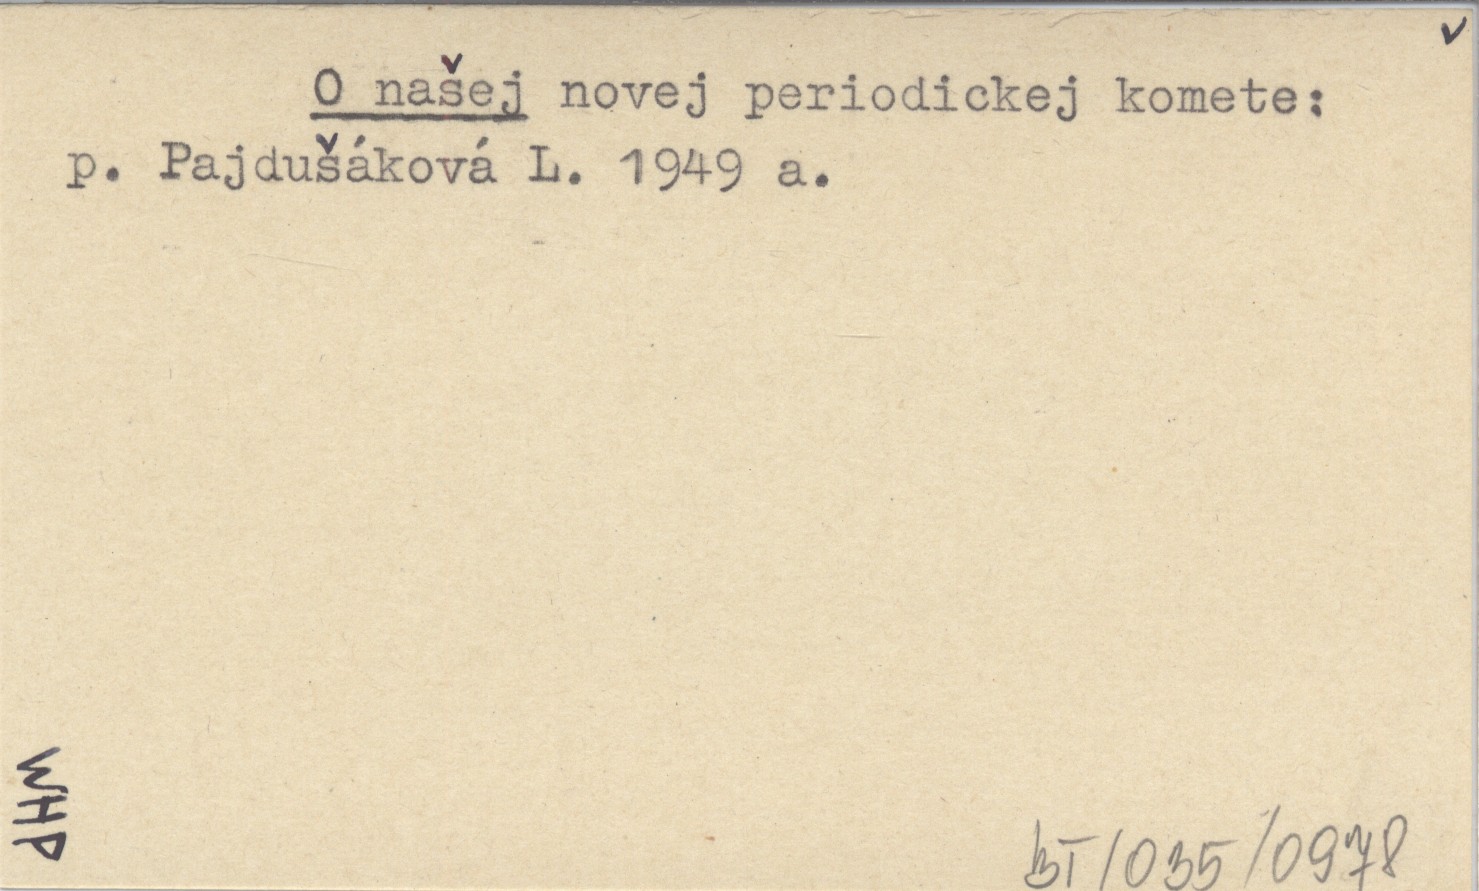 O našej novej periodickej komete:
p. Pajdušáková L. 1949 a.
WHP
BT/035/0978